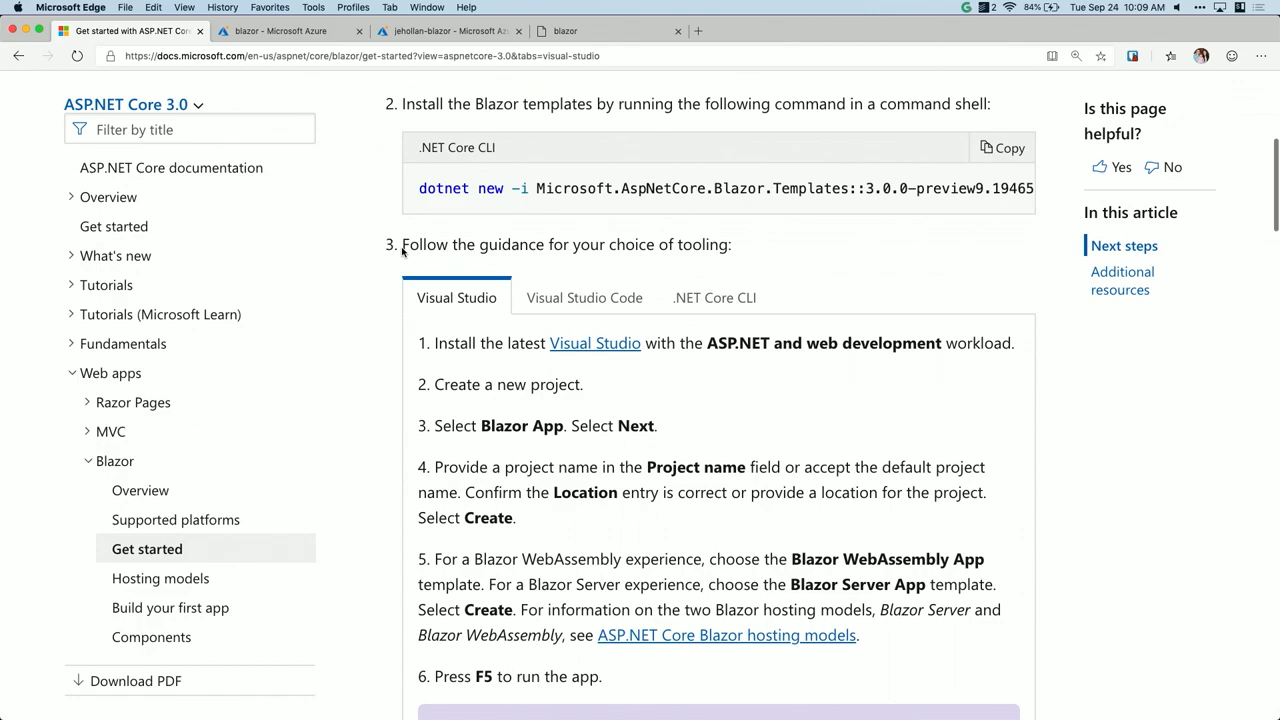 Microsoft Edge File Edit View History Favorites Tools Profiles Tab Window Help 2 84% Tue Sep 24 10:09 AM
Get started with ASP.NET Cor blazor - Microsoft Azure jehollan-blazor - Microsoft Az blazor
https://docs.microsoft.com/en-us/aspnet/core/blazor/get-started?view=aspnetcore-3.0&tabs=visual-studio
ASP.NET Core 3.0
Filter by title
ASP.NET Core documentation
Overview
Get started
What's new
Tutorials
Tutorials (Microsoft Learn)
Fundamentals
Web apps
Razor Pages
MVC
Blazor
Overview
Supported platforms
Get started
Hosting models
Build your first app
Components
Download PDF
2. Install the Blazor templates by running the following command in a command shell:
.NET Core CLI Copy
dotnet new -i Microsoft.AspNetCore.Blazor.Templates::3.0.0-preview9.19465
3. Follow the guidance for your choice of tooling:
Visual Studio Visual Studio Code .NET Core CLI
1. Install the latest Visual Studio with the ASP.NET and web development workload.
2. Create a new project.
3. Select Blazor App. Select Next.
4. Provide a project name in the Project name field or accept the default project
name. Confirm the Location entry is correct or provide a location for the project.
Select Create.
5. For a Blazor WebAssembly experience, choose the Blazor WebAssembly App
template. For a Blazor Server experience, choose the Blazor Server App template.
Select Create. For information on the two Blazor hosting models, Blazor Server and
Blazor WebAssembly, see ASP.NET Core Blazor hosting models.
6. Press F5 to run the app.
Is this page
helpful?
Yes No
In this article
Next steps
Additional
resources